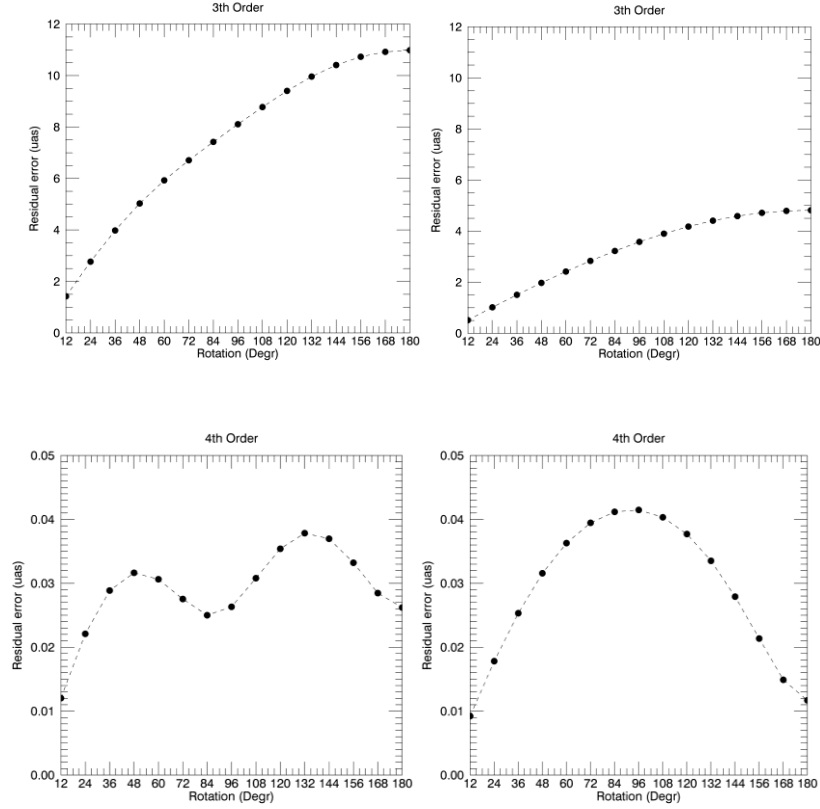 3th Order
12
10
8
6
4
2
0
Residual error (uas)
12 24 36 48 60 72 84 96 108 120 132 144 156 168 180
Rotation (Degr)
3th Order
12
10
8
6
4
2
0
Residual error (uas)
12 24 36 48 60 72 84 96 108 120 132 144 156 168 180
Rotation (Degr)
4th Order
0.05
0.04
0.03
0.02
0.01
0.00
Residual error (uas)
12 24 36 48 60 72 84 96 108 120 132 144 156 168 180
Rotation (Degr)
4th Order
0.05
0.04
0.03
0.02
0.01
0.00
Residual error (uas)
12 24 36 48 60 72 84 96 108 120 132 144 156 168 180
Rotation (Degr)